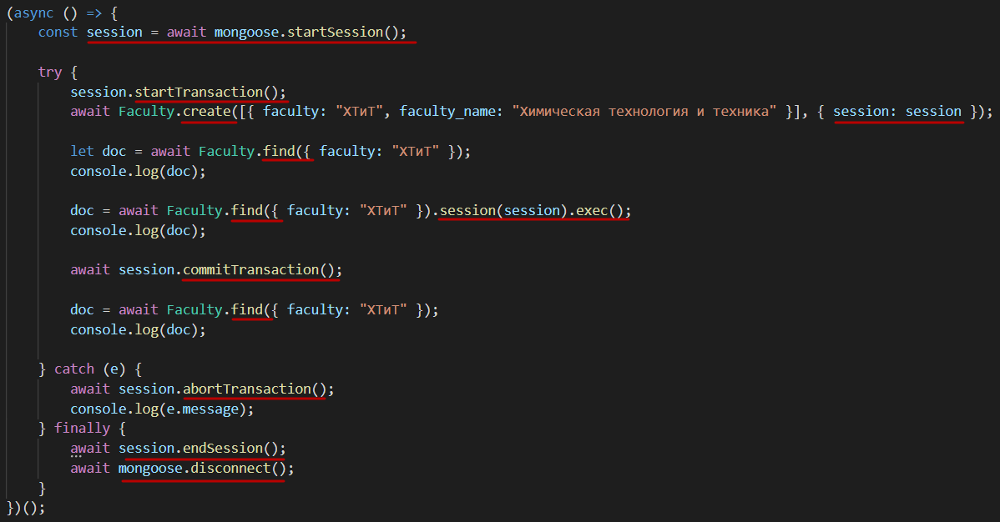 (async () => {
const session = await mongoose.startSession();
try {
session.startTransaction();
await Faculty.create([{ faculty: "ХТиТ", faculty_name: "Химическая технология и техника" }], { session: session });
let doc = await Faculty.find({ faculty: "ХТиТ" });
console.log(doc);
doc = await Faculty.find({ faculty: "ХТиТ" }).session(session).exec();
console.log(doc);
await session.commitTransaction();
doc = await Faculty.find({ faculty: "ХТиТ" });
console.log(doc);
} catch (e) {
await session.abortTransaction();
console.log(e.message);
} finally {
await session.endSession();
await mongoose.disconnect();
}
})();